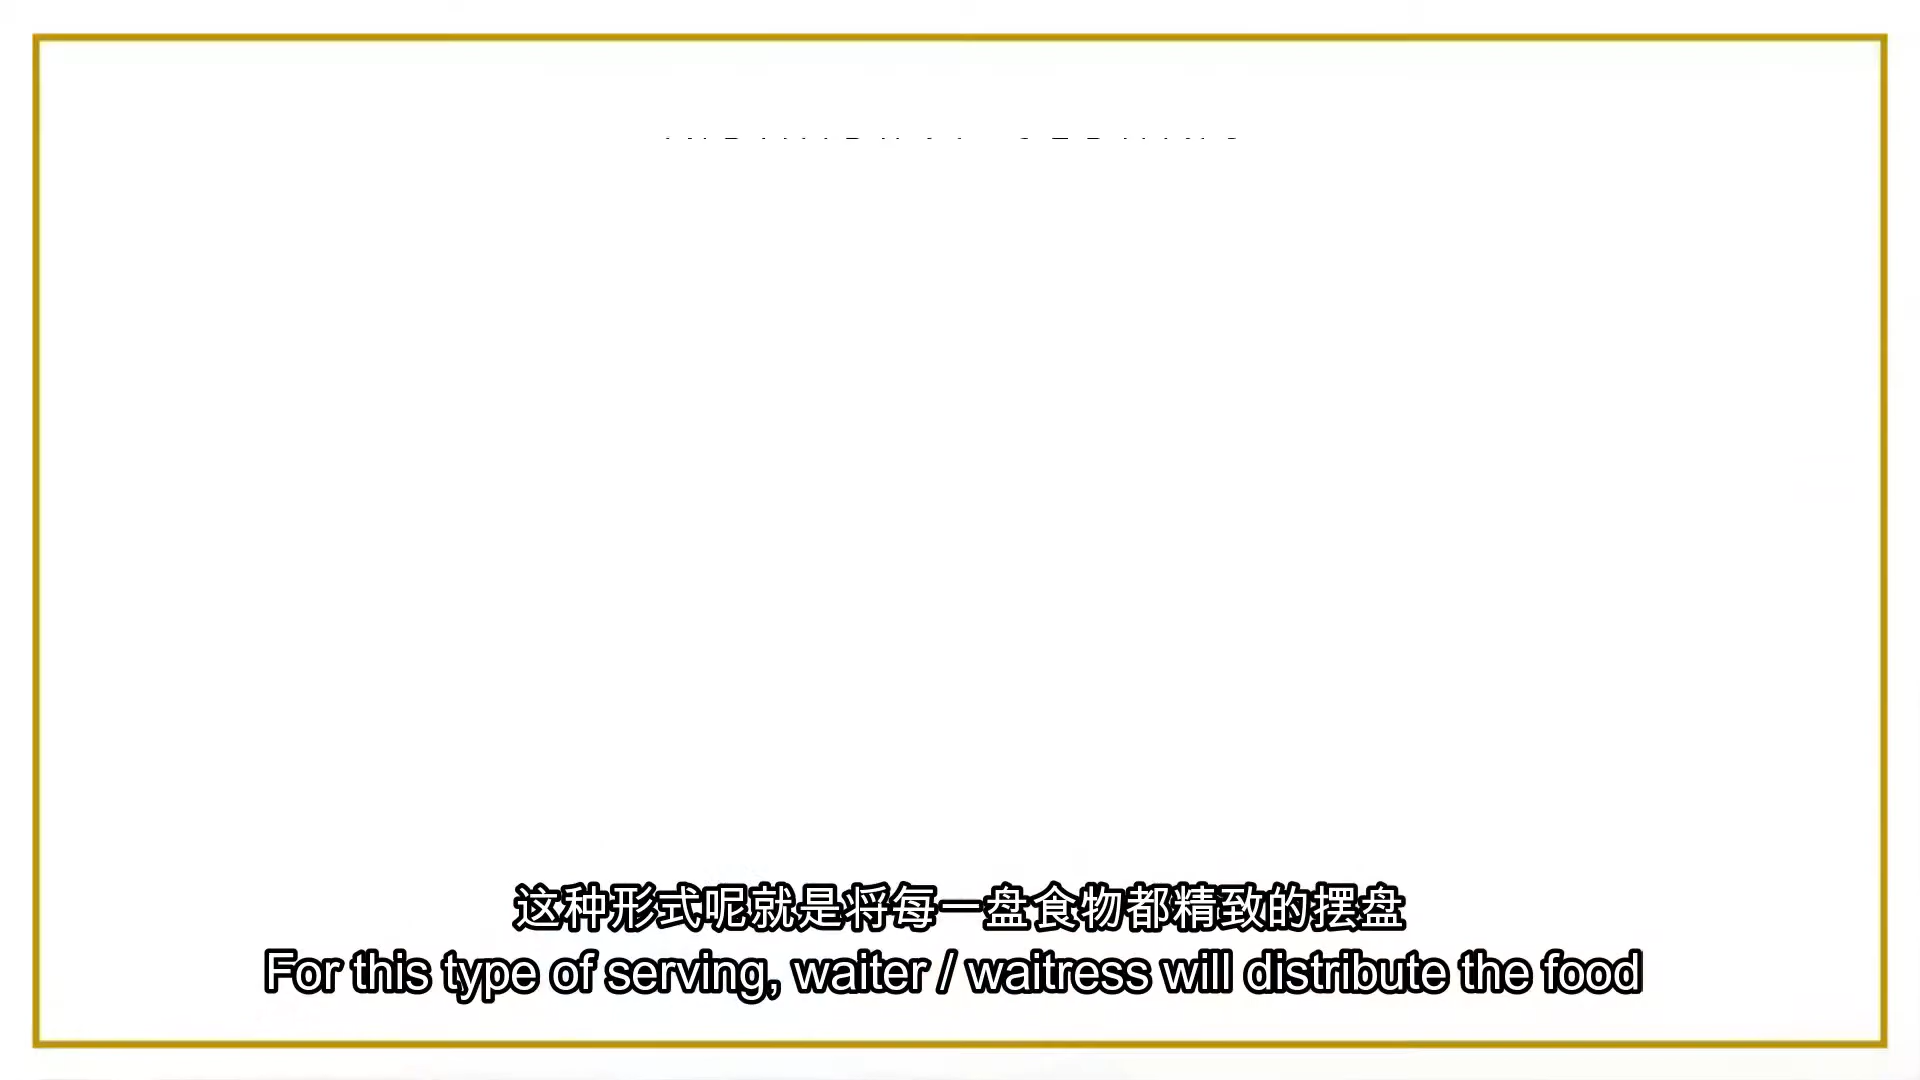 这种形式呢就是将每一盘食物都精致的摆盘
For this type of serving, waiter / waitress will distribute the food